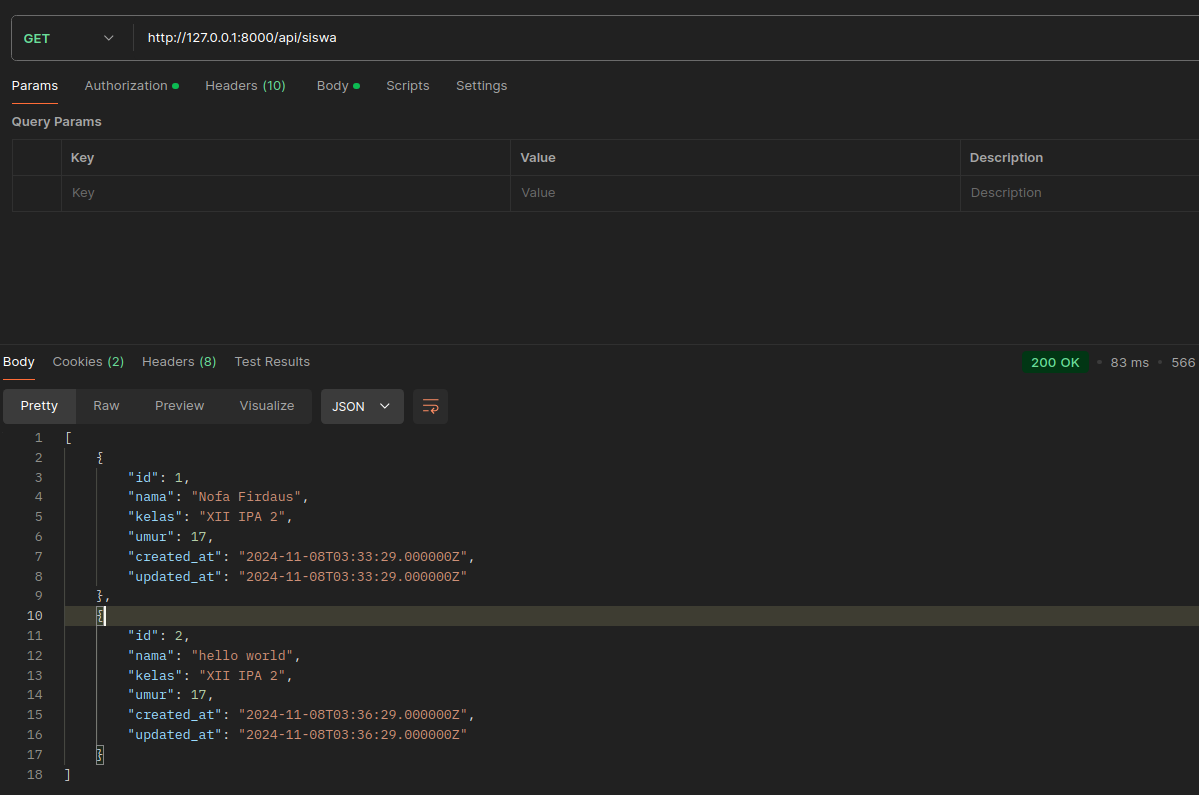 GET http://127.0.0.1:8000/api/siswa
Params Authorization Headers (10) Body Scripts Settings
Query Params
Key Value Description
Key Value Description
Body Cookies (2) Headers (8) Test Results 200 OK 83 ms 566
Pretty Raw Preview Visualize JSON
1 [
2 {
3 "id": 1,
4 "nama": "Nofa Firdaus",
5 "kelas": "XII IPA 2",
6 "umur": 17,
7 "created_at": "2024-11-08T03:33:29.000000Z",
8 "updated_at": "2024-11-08T03:33:29.000000Z"
9 },
10 {
11 "id": 2,
12 "nama": "hello world",
13 "kelas": "XII IPA 2",
14 "umur": 17,
15 "created_at": "2024-11-08T03:36:29.000000Z",
16 "updated_at": "2024-11-08T03:36:29.000000Z"
17 }
18 ]